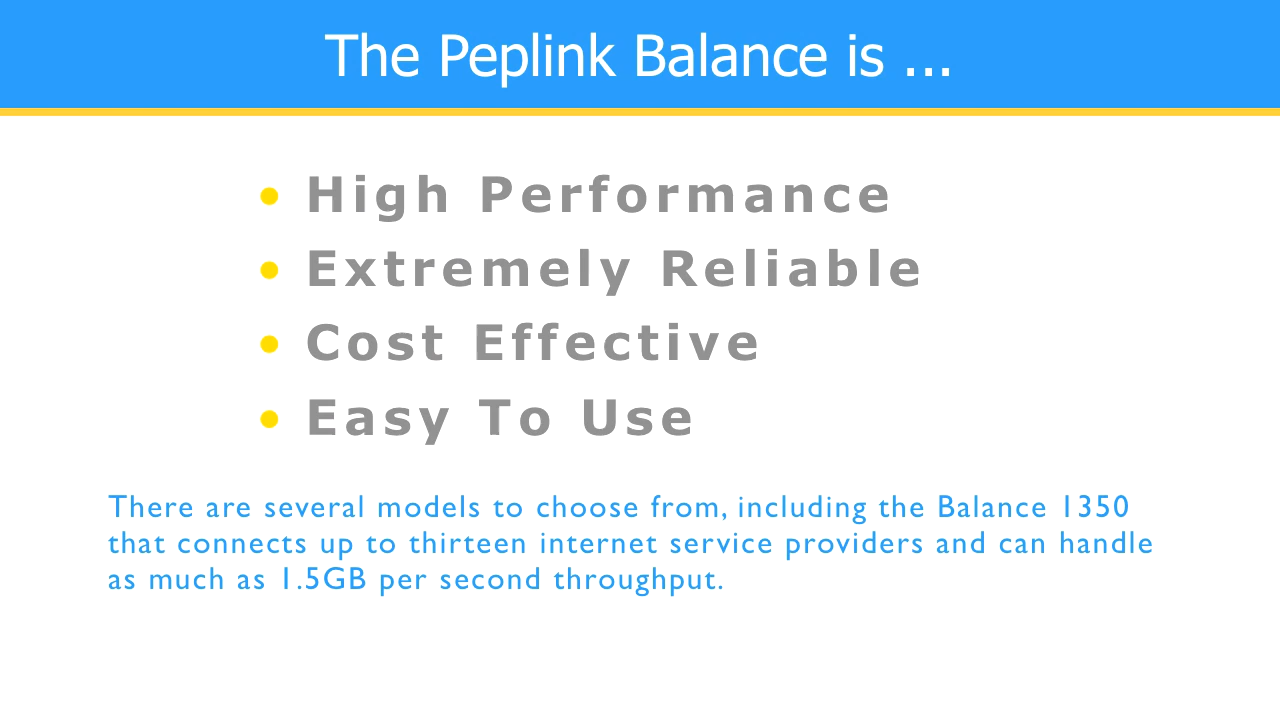 The Peplink Balance is ...
• High Performance
• Extremely Reliable
• Cost Effective
• Easy To Use
There are several models to choose from, including the Balance 1350
that connects up to thirteen internet service providers and can handle
as much as 1.5GB per second throughput.